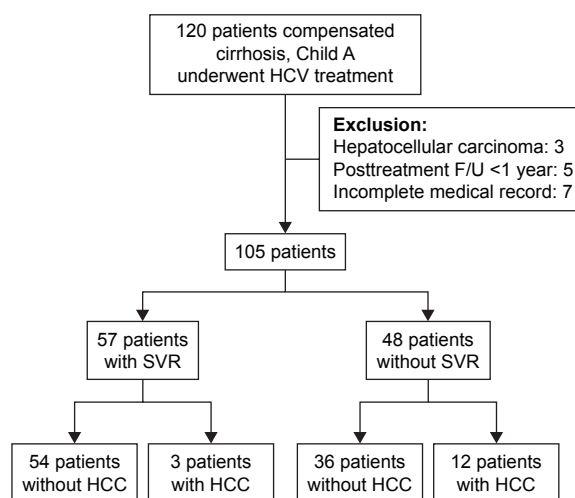 120 patients compensated
cirrhosis, Child A
underwent HCV treatment
Exclusion:
Hepatocellular carcinoma: 3
Posttreatment F/U <1 year: 5
Incomplete medical record: 7
105 patients
57 patients
with SVR
48 patients
without SVR
54 patients
without HCC
3 patients
with HCC
36 patients
without HCC
12 patients
with HCC